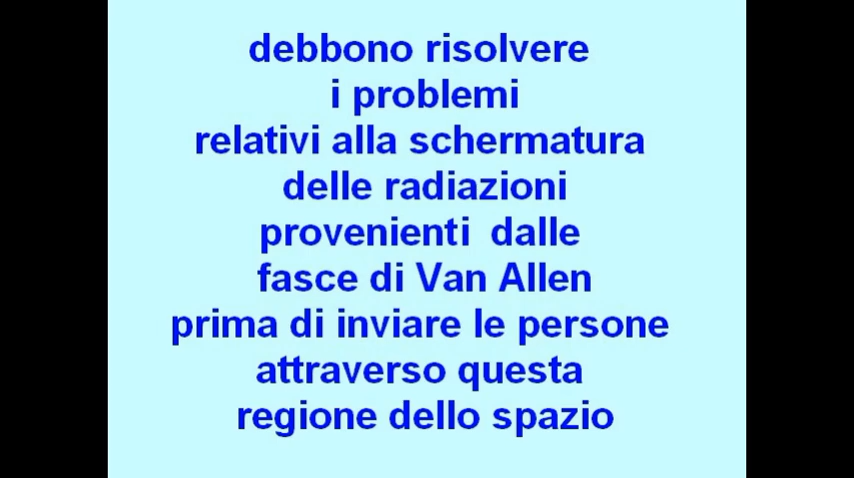 debbono risolvere
i problemi
relativi alla schermatura
delle radiazioni
provenienti dalle
fasce di Van Allen
prima di inviare le persone
attraverso questa
regione dello spazio